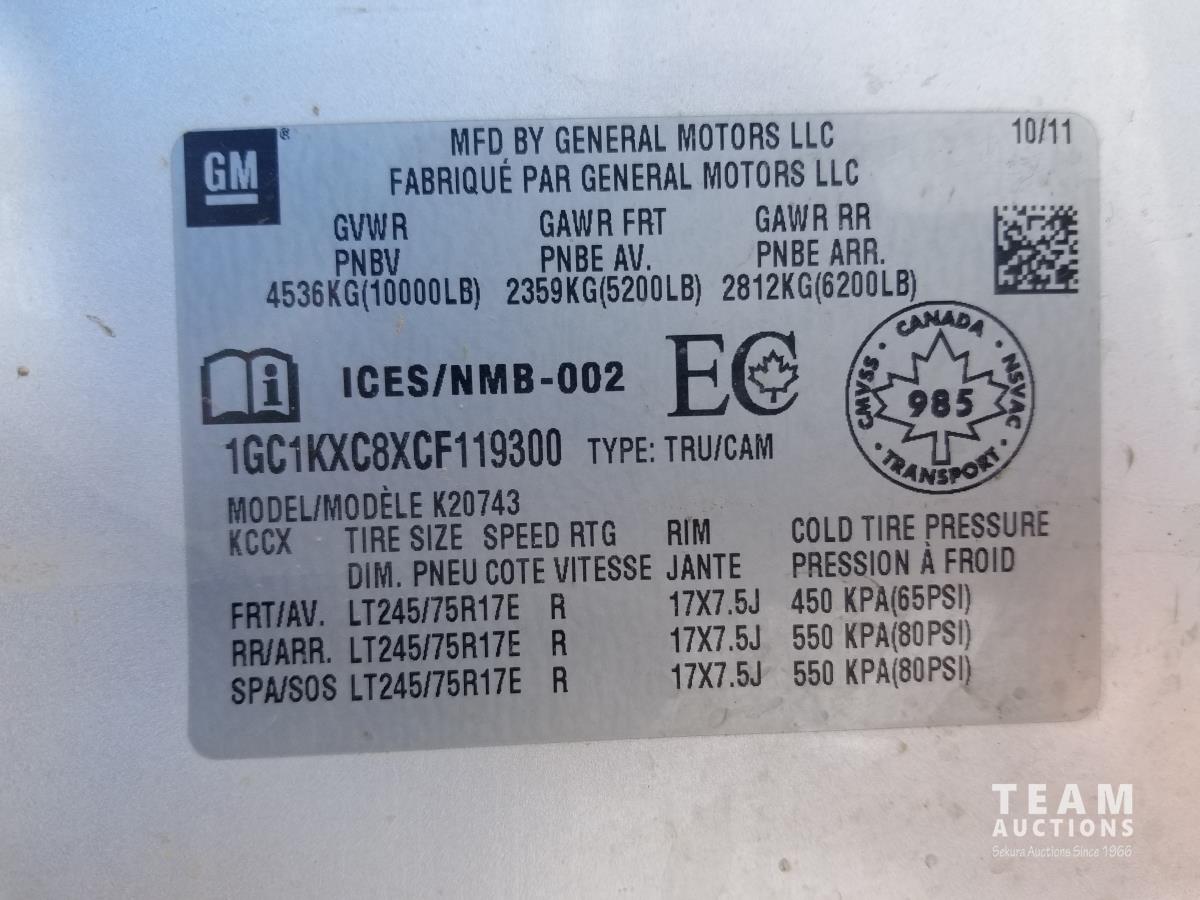 GM®
MFD BY GENERAL MOTORS LLC 10/11
FABRIQUÉ PAR GENERAL MOTORS LLC
GVWR GAWR FRT GAWR RR
PNBV PNBE AV. PNBE ARR.
4536KG(10000LB) 2359KG(5200LB) 2812KG(6200LB)
i ICES/NMB-002 EC
CANADA
CMVSS 985 NSVAC
TRANSPORT
1GC1KXC8XCF119300 TYPE: TRU/CAM
MODEL/MODÈLE K20743
KCCX TIRE SIZE SPEED RTG RIM COLD TIRE PRESSURE
DIM. PNEU COTE VITESSE JANTE PRESSION À FROID
FRT/AV. LT245/75R17E R 17X7.5J 450 KPA(65PSI)
RR/ARR. LT245/75R17E R 17X7.5J 550 KPA(80PSI)
SPA/SOS LT245/75R17E R 17X7.5J 550 KPA(80PSI)
TEAM
AUCTIONS
Sekura Auctions Since 1966